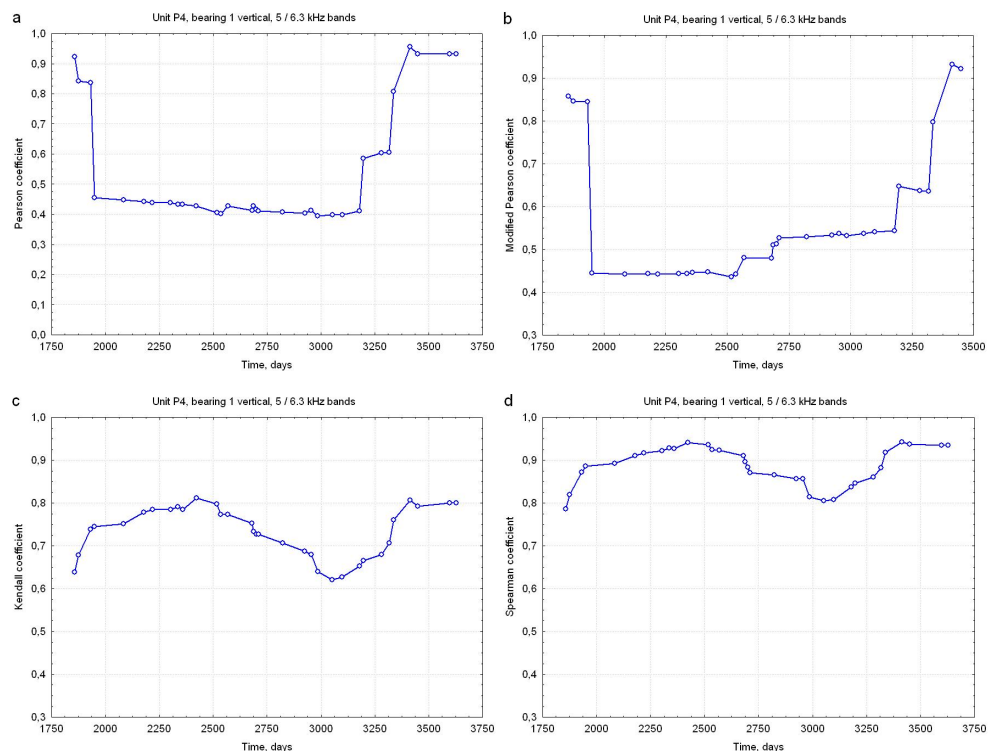 a
Unit P4, bearing 1 vertical, 5 / 6.3 kHz bands
1,0
0,9
0,8
0,7
0,6
0,5
0,4
0,3
0,2
0,1
0,0
Pearson coefficient
1750 2000 2250 2500 2750 3000 3250 3500 3750
Time, days
b
Unit P4, bearing 1 vertical, 5 / 6.3 kHz bands
1,0
0,9
0,8
0,7
0,6
0,5
0,4
0,3
Modified Pearson coefficient
1750 2000 2250 2500 2750 3000 3250 3500
Time, days
c
Unit P4, bearing 1 vertical, 5 / 6.3 kHz bands
1,0
0,9
0,8
0,7
0,6
0,5
0,4
0,3
Kendall coefficient
1750 2000 2250 2500 2750 3000 3250 3500 3750
Time, days
d
Unit P4, bearing 1 vertical, 5 / 6.3 kHz bands
1,0
0,9
0,8
0,7
0,6
0,5
0,4
0,3
Spearman coefficient
1750 2000 2250 2500 2750 3000 3250 3500 3750
Time, days